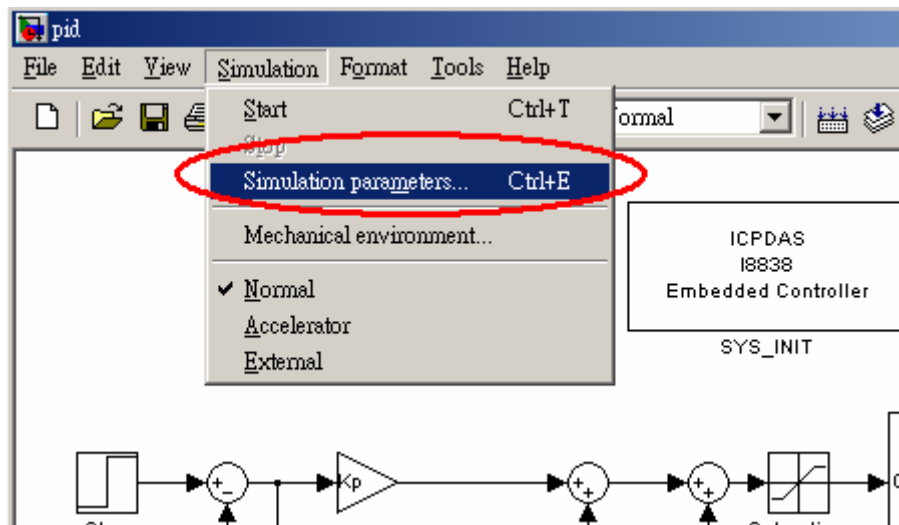 pid
File Edit View Simulation Format Tools Help
Start Ctrl+T
ormal
Stop
Simulation parameters... Ctrl+E
Mechanical environment...
Normal
Accelerator
External
ICPDAS
I8838
Embedded Controller
SYS_INIT
Kp